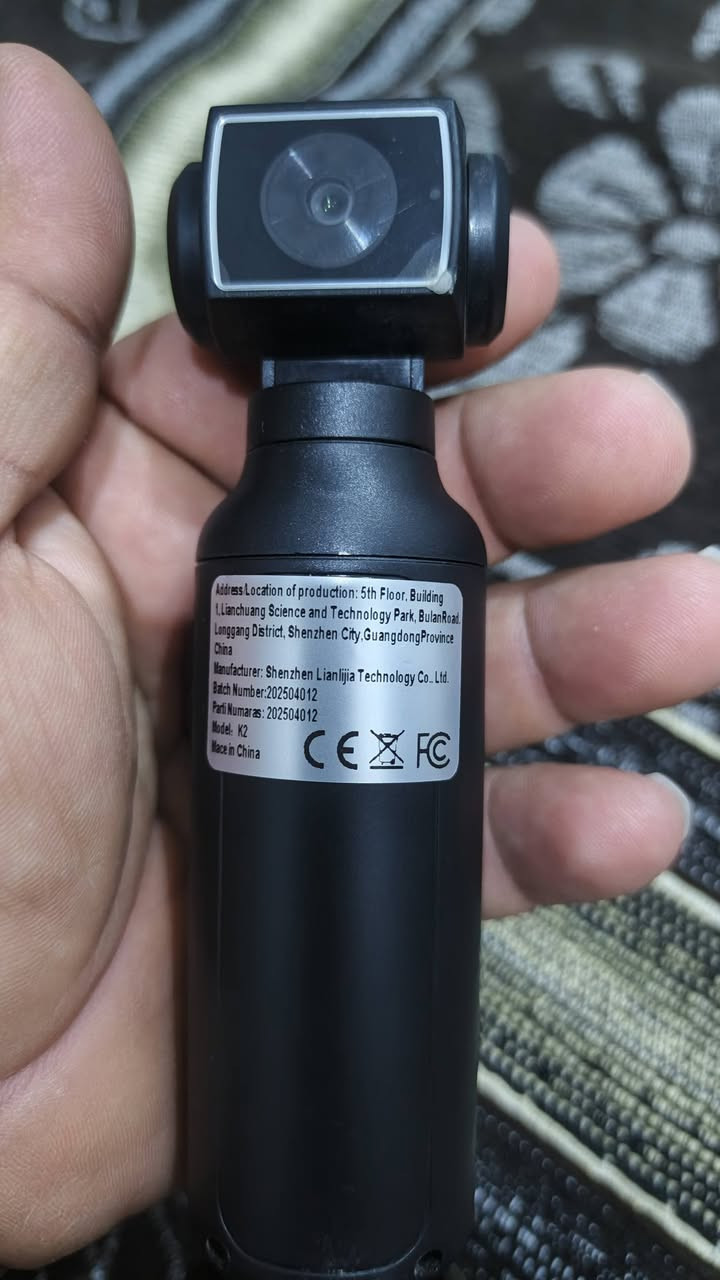 Address/Location of production: 5th Floor, Building
1, Lianchuang Science and Technology Park, BulanRoad,
Longgang District, Shenzhen City.GuangdongProvince
China
Manufacturer: Shenzhen Lianlijia Technology Co., Ltd.
Batch Number:202504012
Parti Numaras: 202504012
Model: K2
Mace in China
CE FC